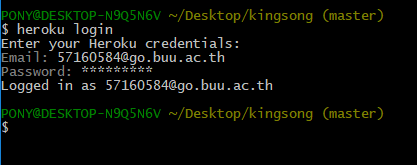 PONY@DESKTOP-N9Q5N6V ~/Desktop/kingsong (master)
$ heroku login
Enter your Heroku credentials:
Email: 57160584@go.buu.ac.th
Password: *********
Logged in as 57160584@go.buu.ac.th
PONY@DESKTOP-N9Q5N6V ~/Desktop/kingsong (master)
$